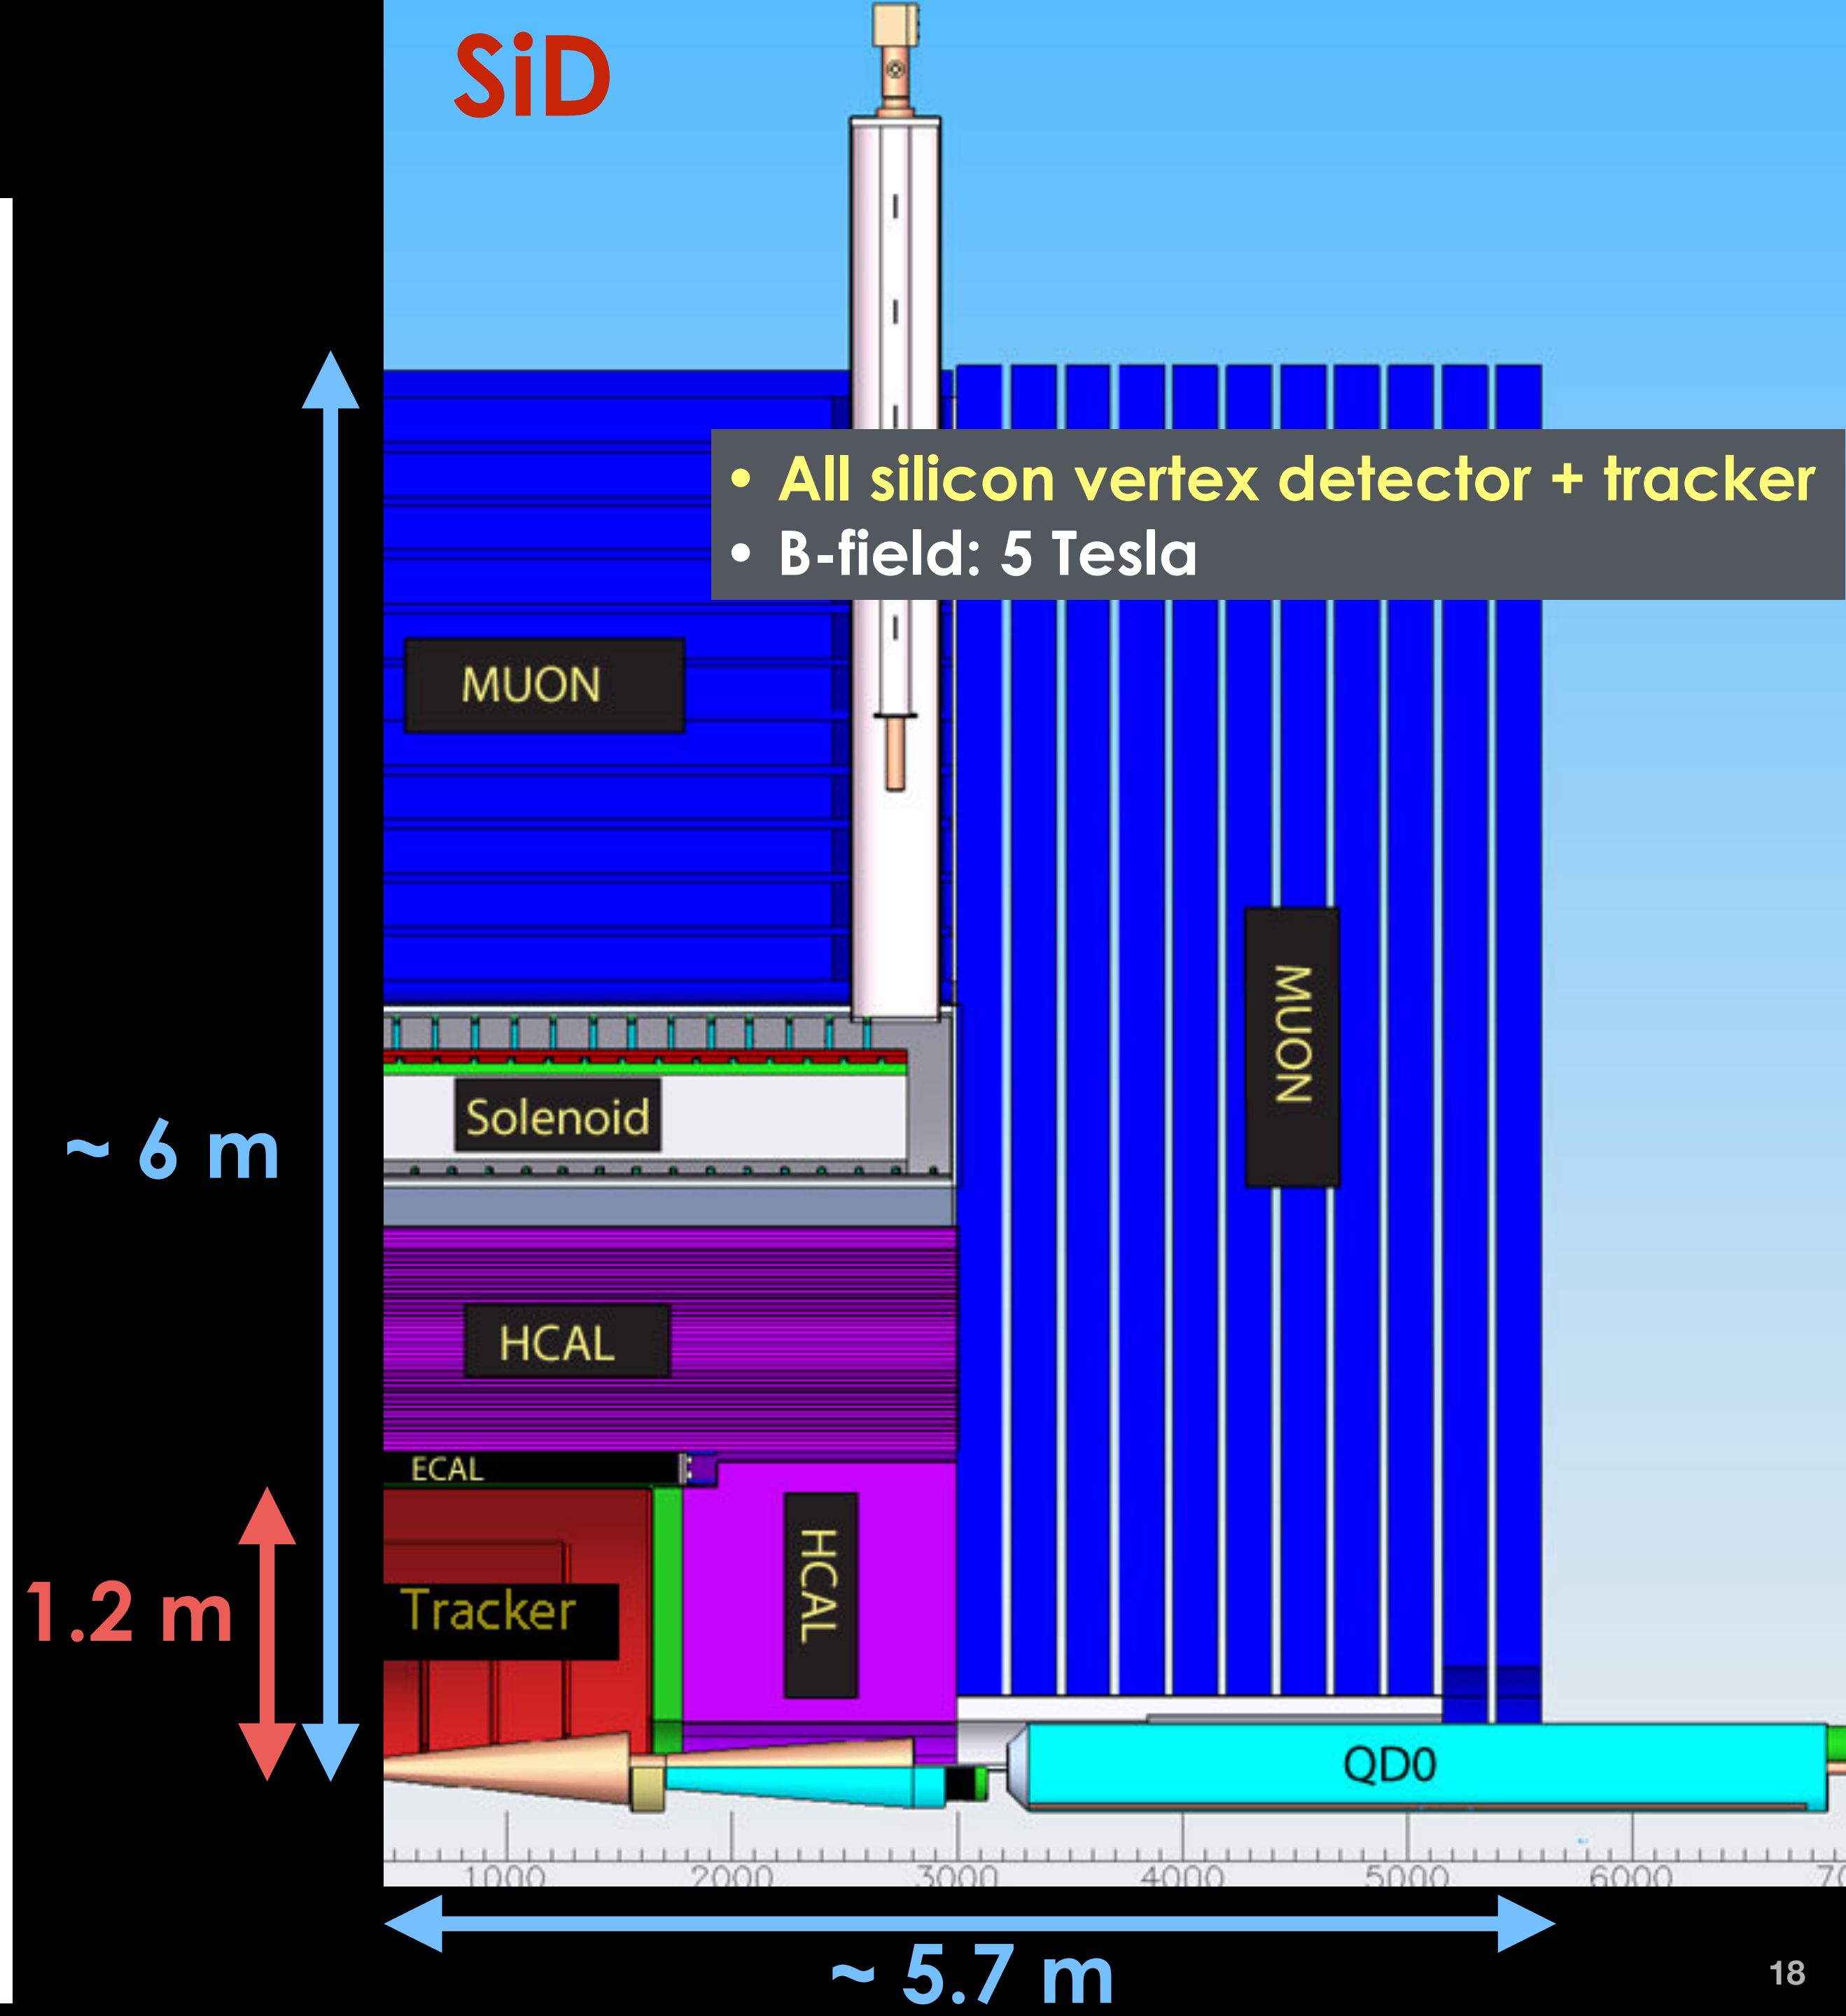 SiD
• All silicon vertex detector + tracker
• B-field: 5 Tesla
MUON
MUON
Solenoid
~ 6 m
HCAL
ECAL
HCAL
Tracker
1.2 m
QD0
1000 2000 3000 4000 5000 6000
~ 5.7 m
18